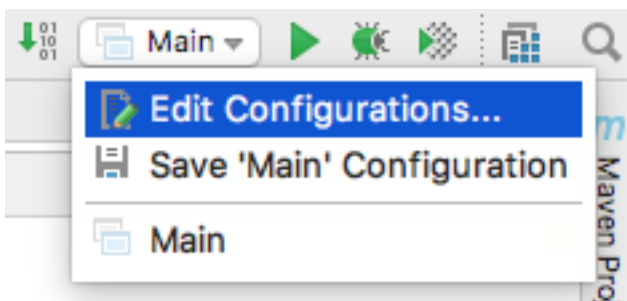 Main
Edit Configurations...
Save 'Main' Configuration
Main
m
Maven Pro